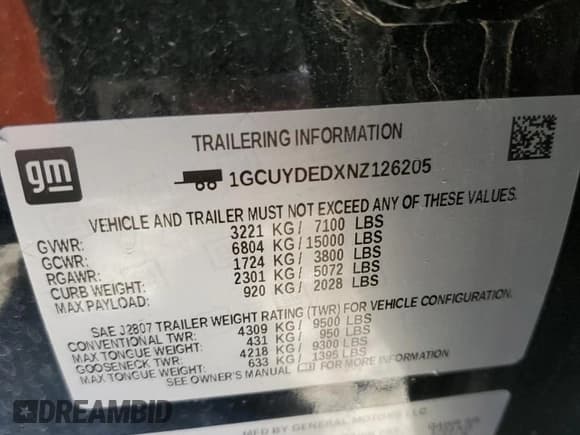 gm
TRAILERING INFORMATION
1GCUYDEDXNZ126205
VEHICLE AND TRAILER MUST NOT EXCEED ANY OF THESE VALUES.
GVWR: 3221 KG/ 7100 LBS
GCWR: 6804 KG/ 15000 LBS
RGAWR: 1724 KG/ 3800 LBS
CURB WEIGHT: 2301 KG/ 5072 LBS
MAX PAYLOAD: 920 KG/ 2028 LBS
SAE J2807 TRAILER WEIGHT RATING (TWR) FOR VEHICLE CONFIGURATION.
CONVENTIONAL TWR: 4309 KG/ 9500 LBS
MAX TONGUE WEIGHT: 431 KG/ 950 LBS
GOOSENECK TWR: 4218 KG/ 9300 LBS
MAX TONGUE WEIGHT: 633 KG/ 1395 LBS
SEE OWNER'S MANUAL FOR MORE INFORMATION
BY GENERAL MOTORS LLC
DREAMBID